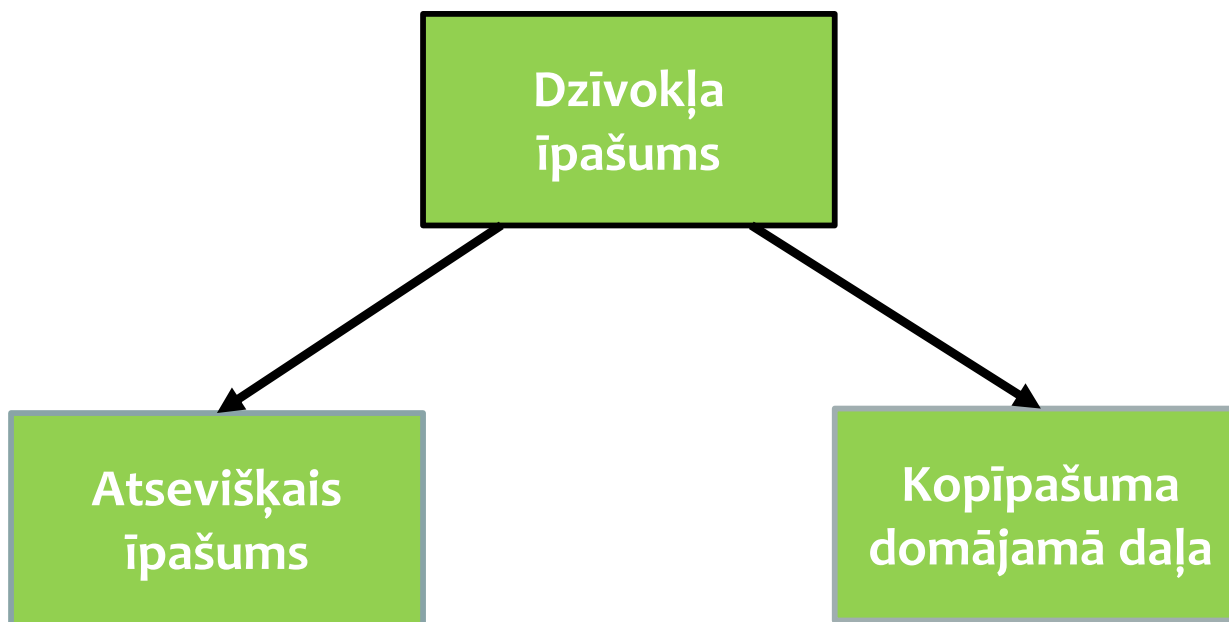 Dzīvokļa
īpašums
Atsevišķais
īpašums
Kopīpašuma
domājamā daļa